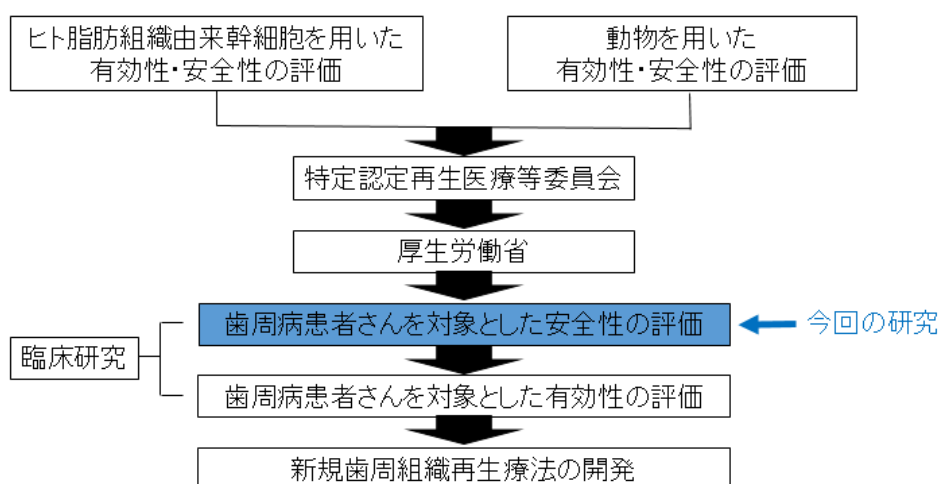 ヒト脂肪組織由来幹細胞を用いた
有効性・安全性の評価
動物を用いた
有効性・安全性の評価
特定認定再生医療等委員会
厚生労働省
歯周病患者さんを対象とした安全性の評価
今回の研究
臨床研究
歯周病患者さんを対象とした有効性の評価
新規歯周組織再生療法の開発